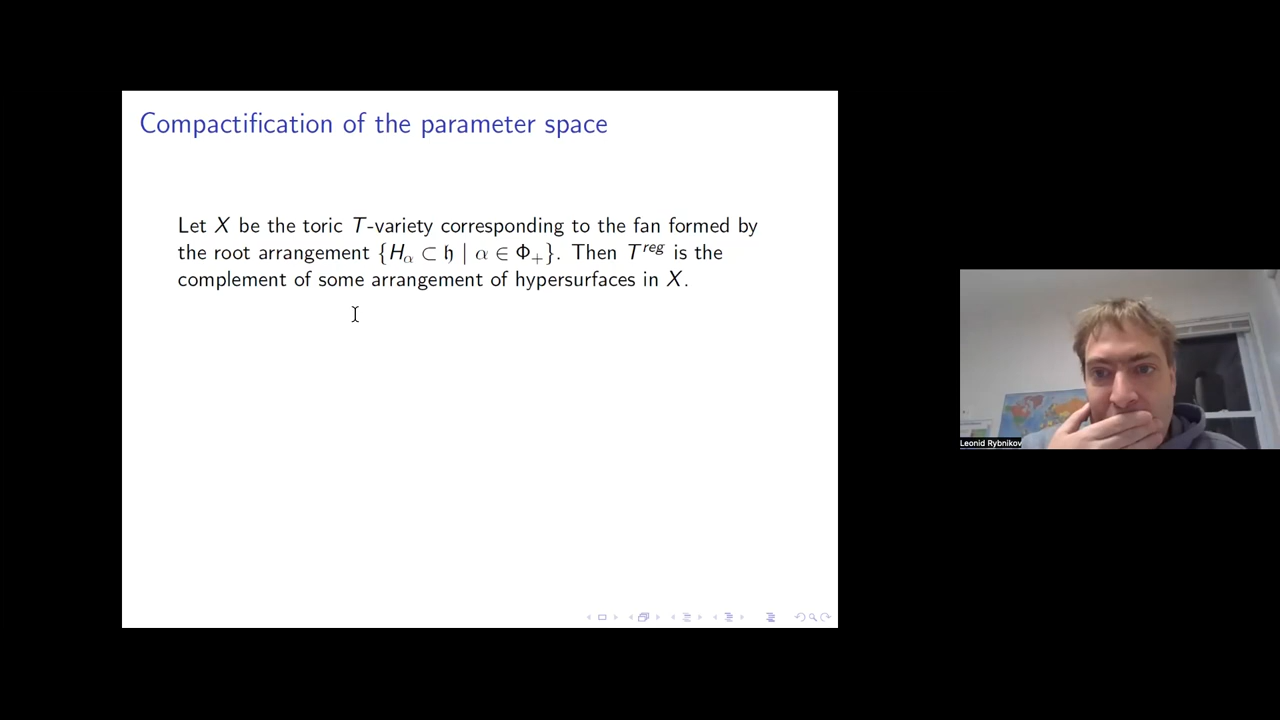 Compactification of the parameter space
Let X be the toric T-variety corresponding to the fan formed by
the root arrangement {H_α ⊂ 𝔥 | α ∈ Φ_+}. Then T^reg is the
complement of some arrangement of hypersurfaces in X.
Leonid Rybnikov